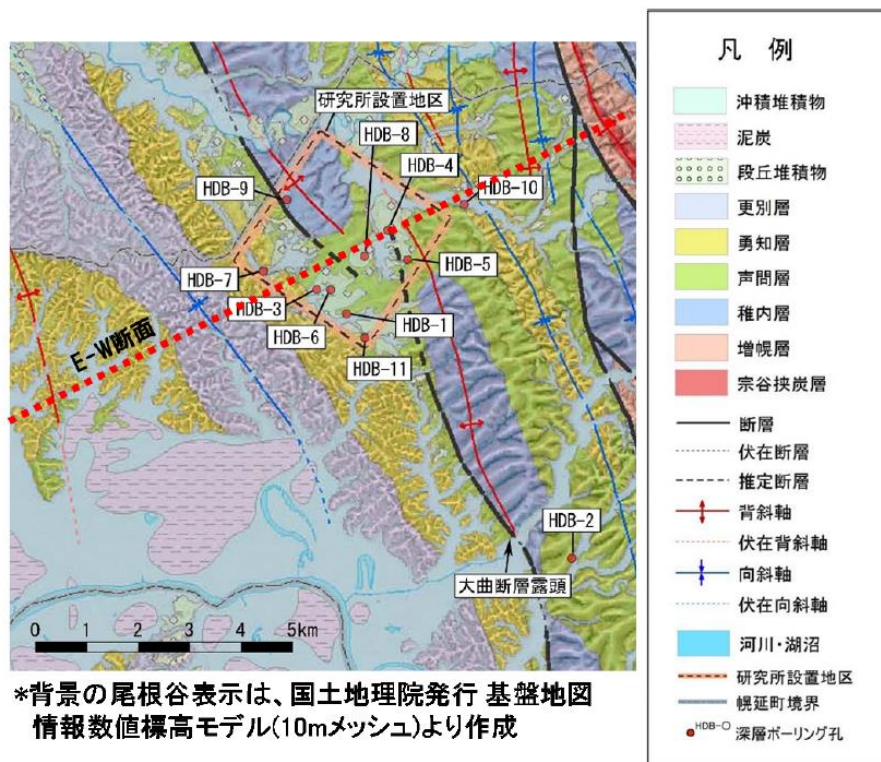 研究所設置地区
HDB-8
HDB-4
HDB-9
HDB-10
HDB-7
HDB-5
HDB-3
HDB-1
HDB-6
HDB-11
E-W断面
HDB-2
大曲断層露頭
0 1 2 3 4 5km
*背景の尾根谷表示は、国土地理院発行 基盤地図
情報数値標高モデル(10mメッシュ)より作成
凡 例
沖積堆積物
泥炭
段丘堆積物
更別層
勇知層
声問層
稚内層
増幌層
宗谷挟炭層
断層
伏在断層
推定断層
背斜軸
伏在背斜軸
向斜軸
伏在向斜軸
河川・湖沼
研究所設置地区
幌延町境界
HDB-○ 深層ボーリング孔